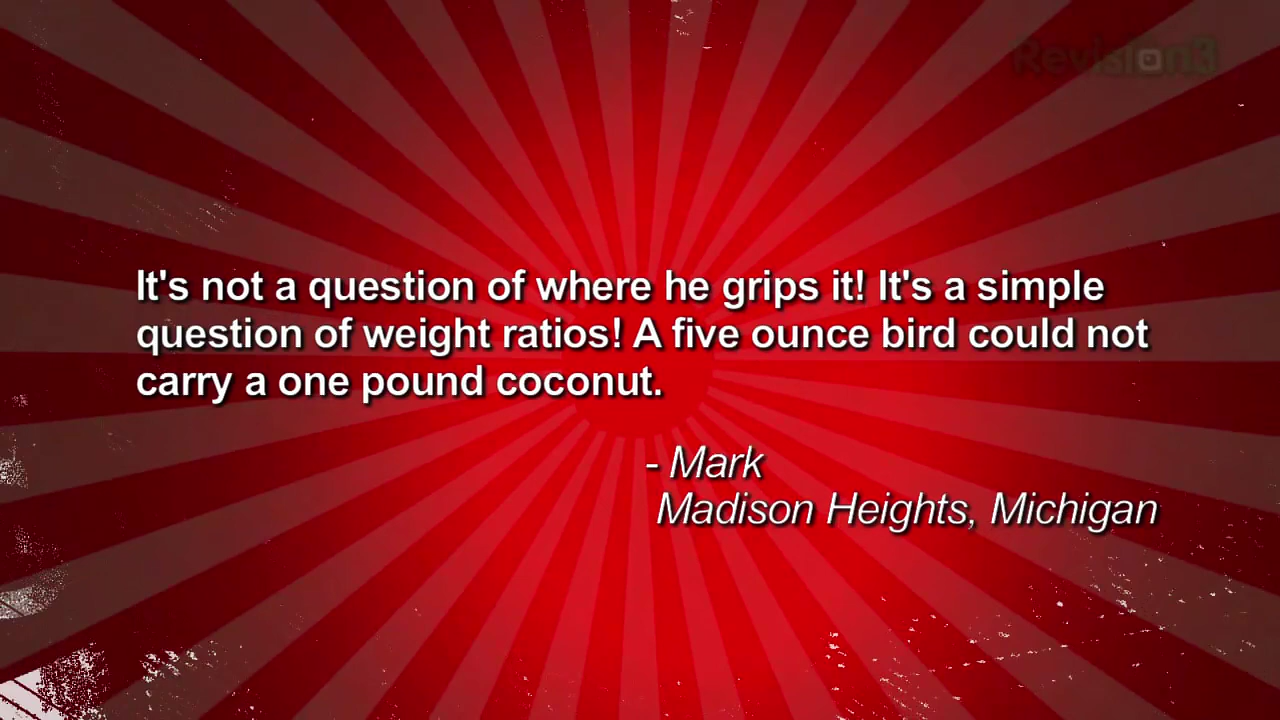 Revision3
It's not a question of where he grips it! It's a simple
question of weight ratios! A five ounce bird could not
carry a one pound coconut.
- Mark
Madison Heights, Michigan